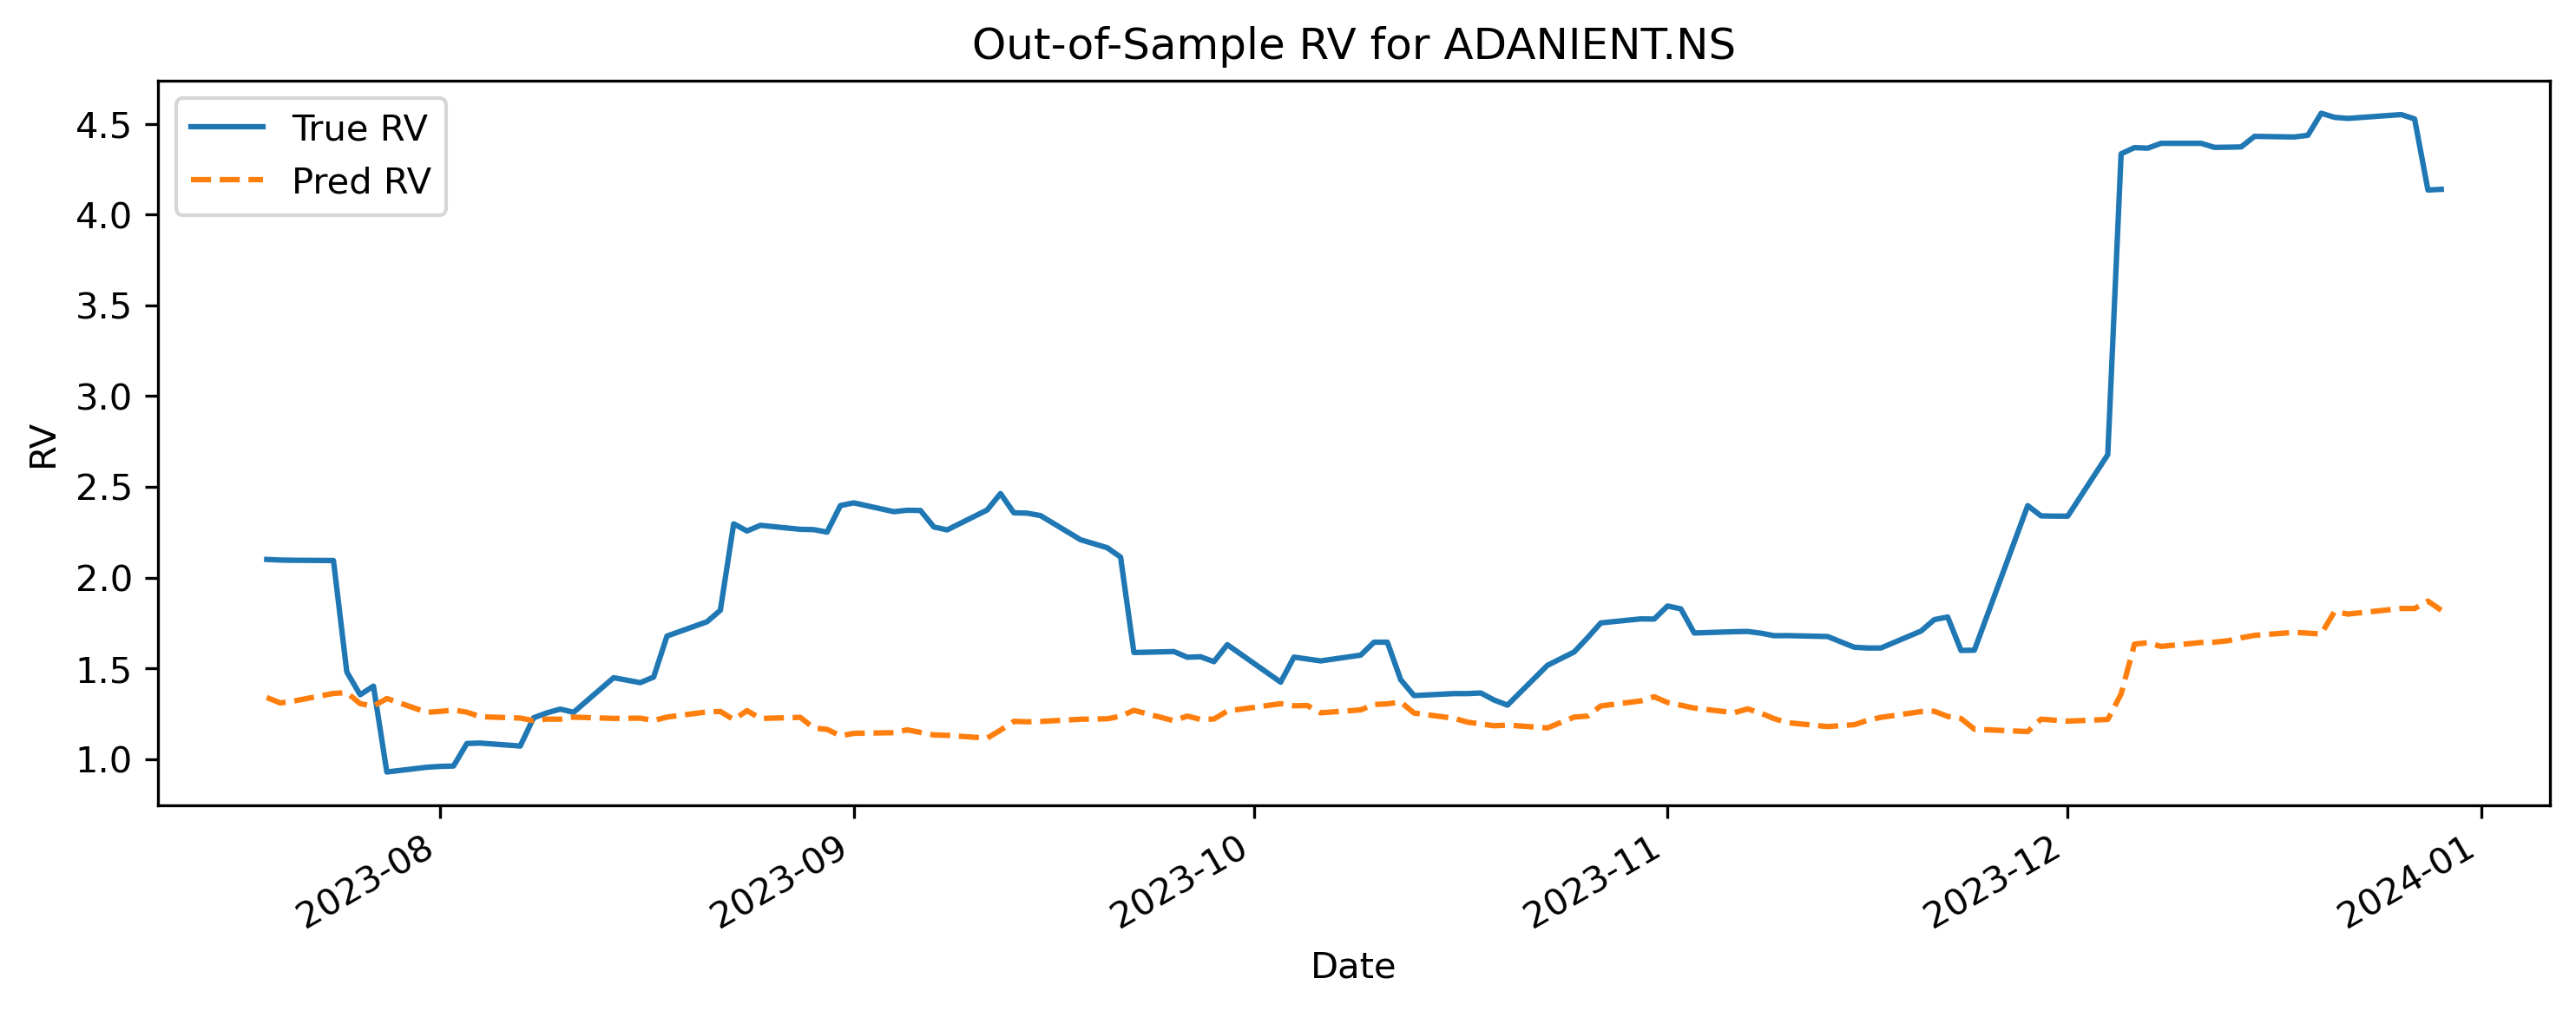 Out-of-Sample RV for ADANIENT.NS
True RV
Pred RV
4.5
4.0
3.5
3.0
2.5
2.0
1.5
1.0
RV
2023-08
2023-09
2023-10
2023-11
2023-12
2024-01
Date